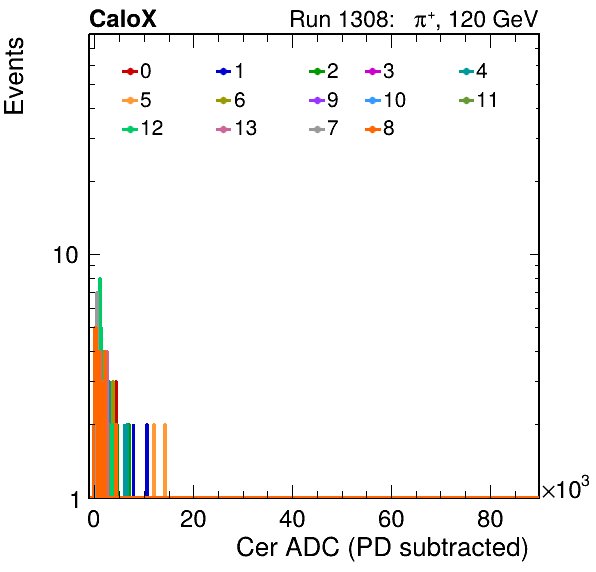 CaloX Run 1308: π⁺, 120 GeV
Events
0 1 2 3 4
5 6 9 10 11
12 13 7 8
10
1
0 20 40 60 80 ×10³
Cer ADC (PD subtracted)